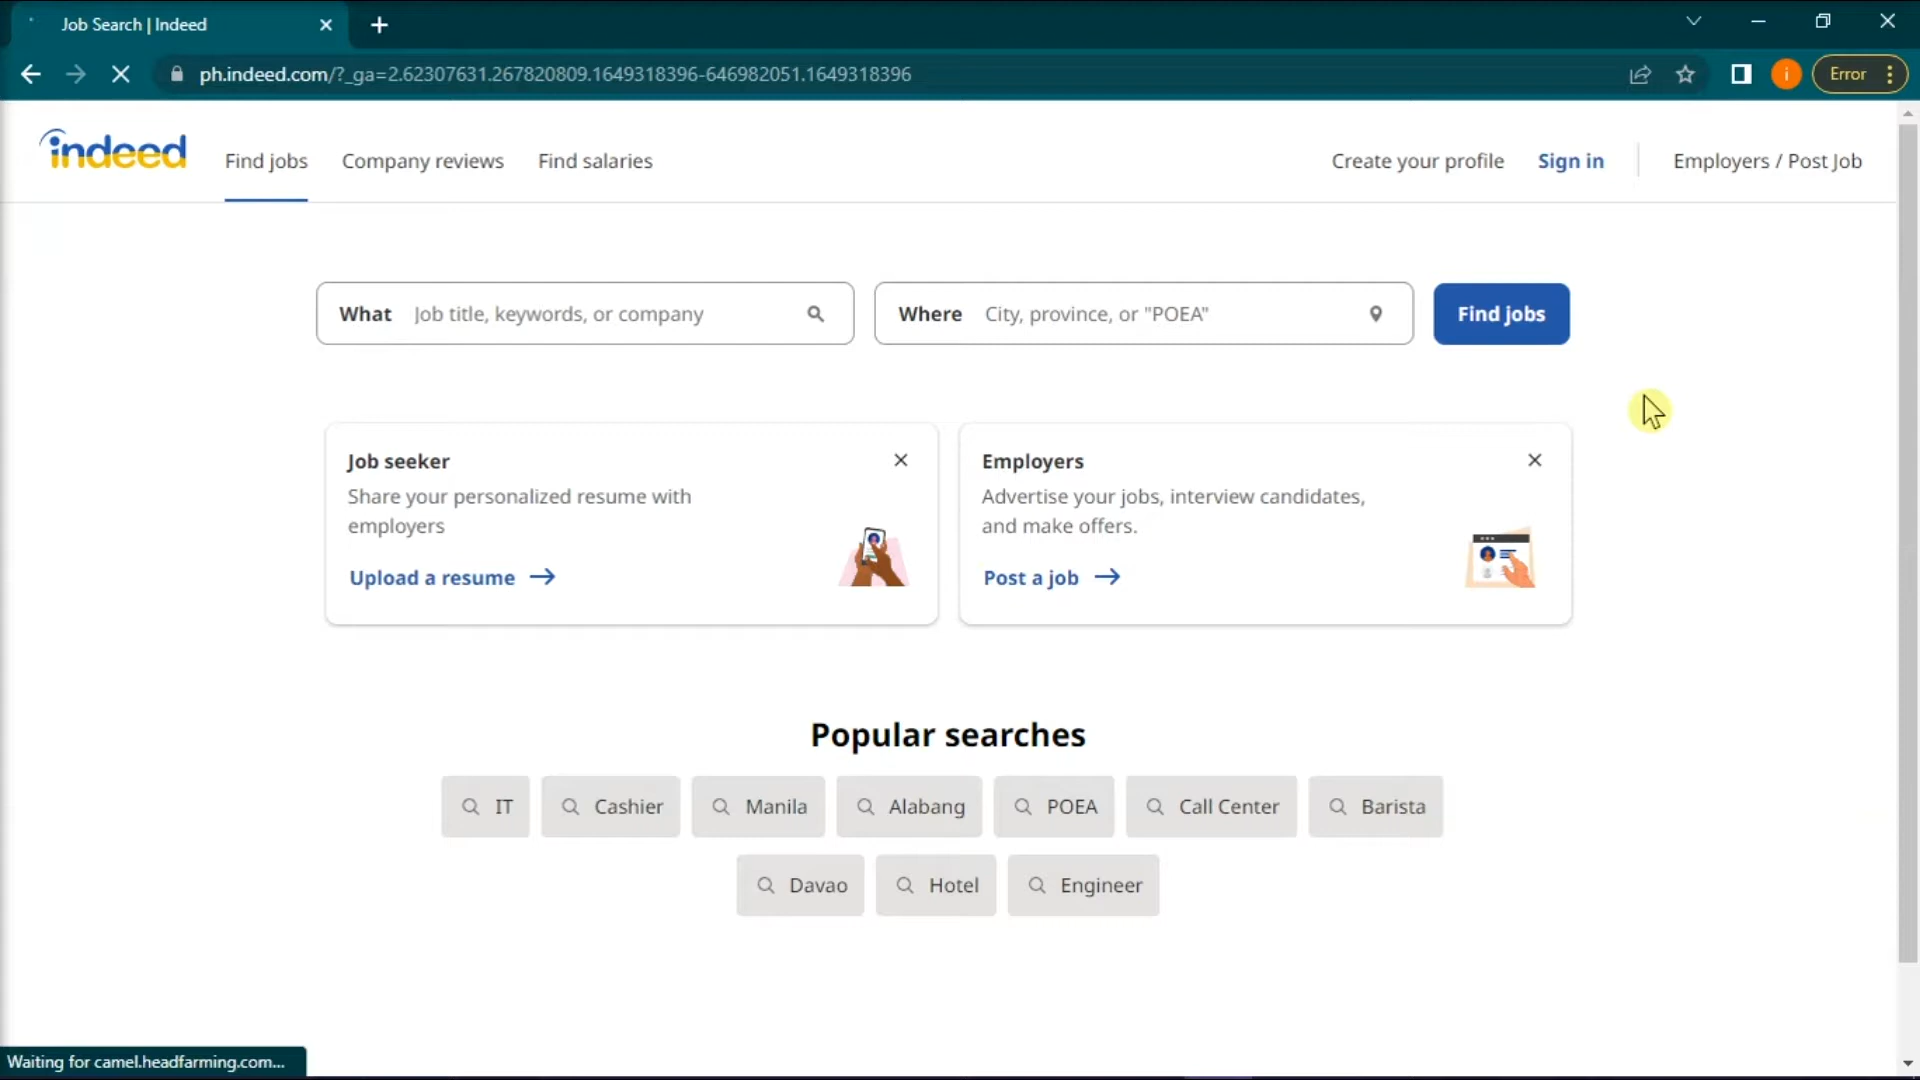 Job Search | Indeed
ph.indeed.com/?_ga=2.62307631.267820809.1649318396-646982051.1649318396
i
Error
indeed
Find jobs
Company reviews
Find salaries
Create your profile
Sign in
Employers / Post Job
What Job title, keywords, or company
Where City, province, or "POEA"
Find jobs
Job seeker
Share your personalized resume with
employers
Upload a resume
Employers
Advertise your jobs, interview candidates,
and make offers.
Post a job
Popular searches
IT
Cashier
Manila
Alabang
POEA
Call Center
Barista
Davao
Hotel
Engineer
Waiting for camel.headfarming.com...